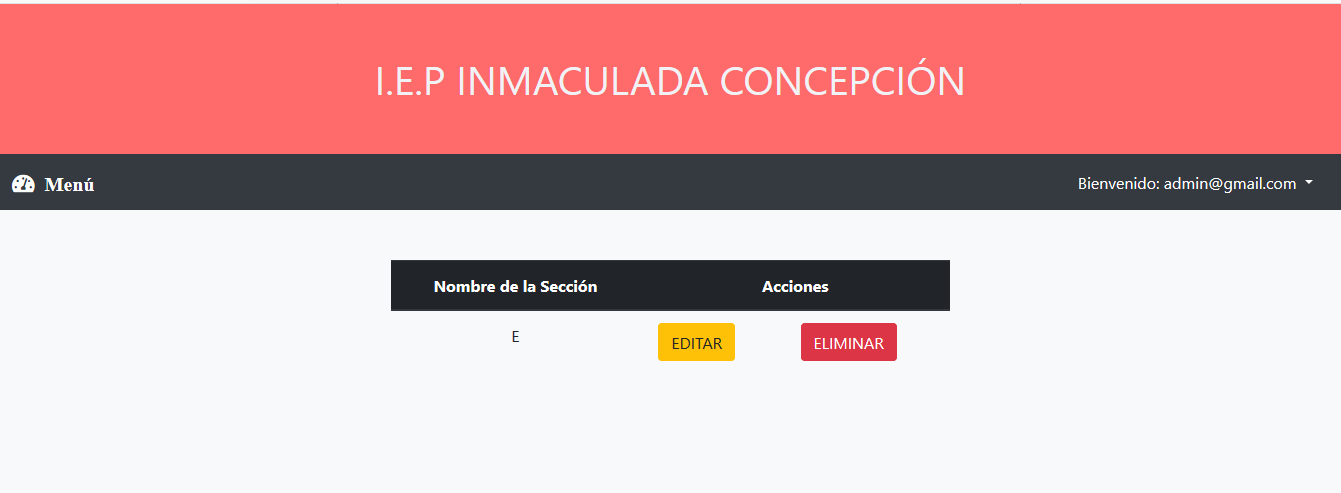 I.E.P INMACULADA CONCEPCIÓN
Menú
Bienvenido: admin@gmail.com
Nombre de la Sección Acciones
E EDITAR ELIMINAR